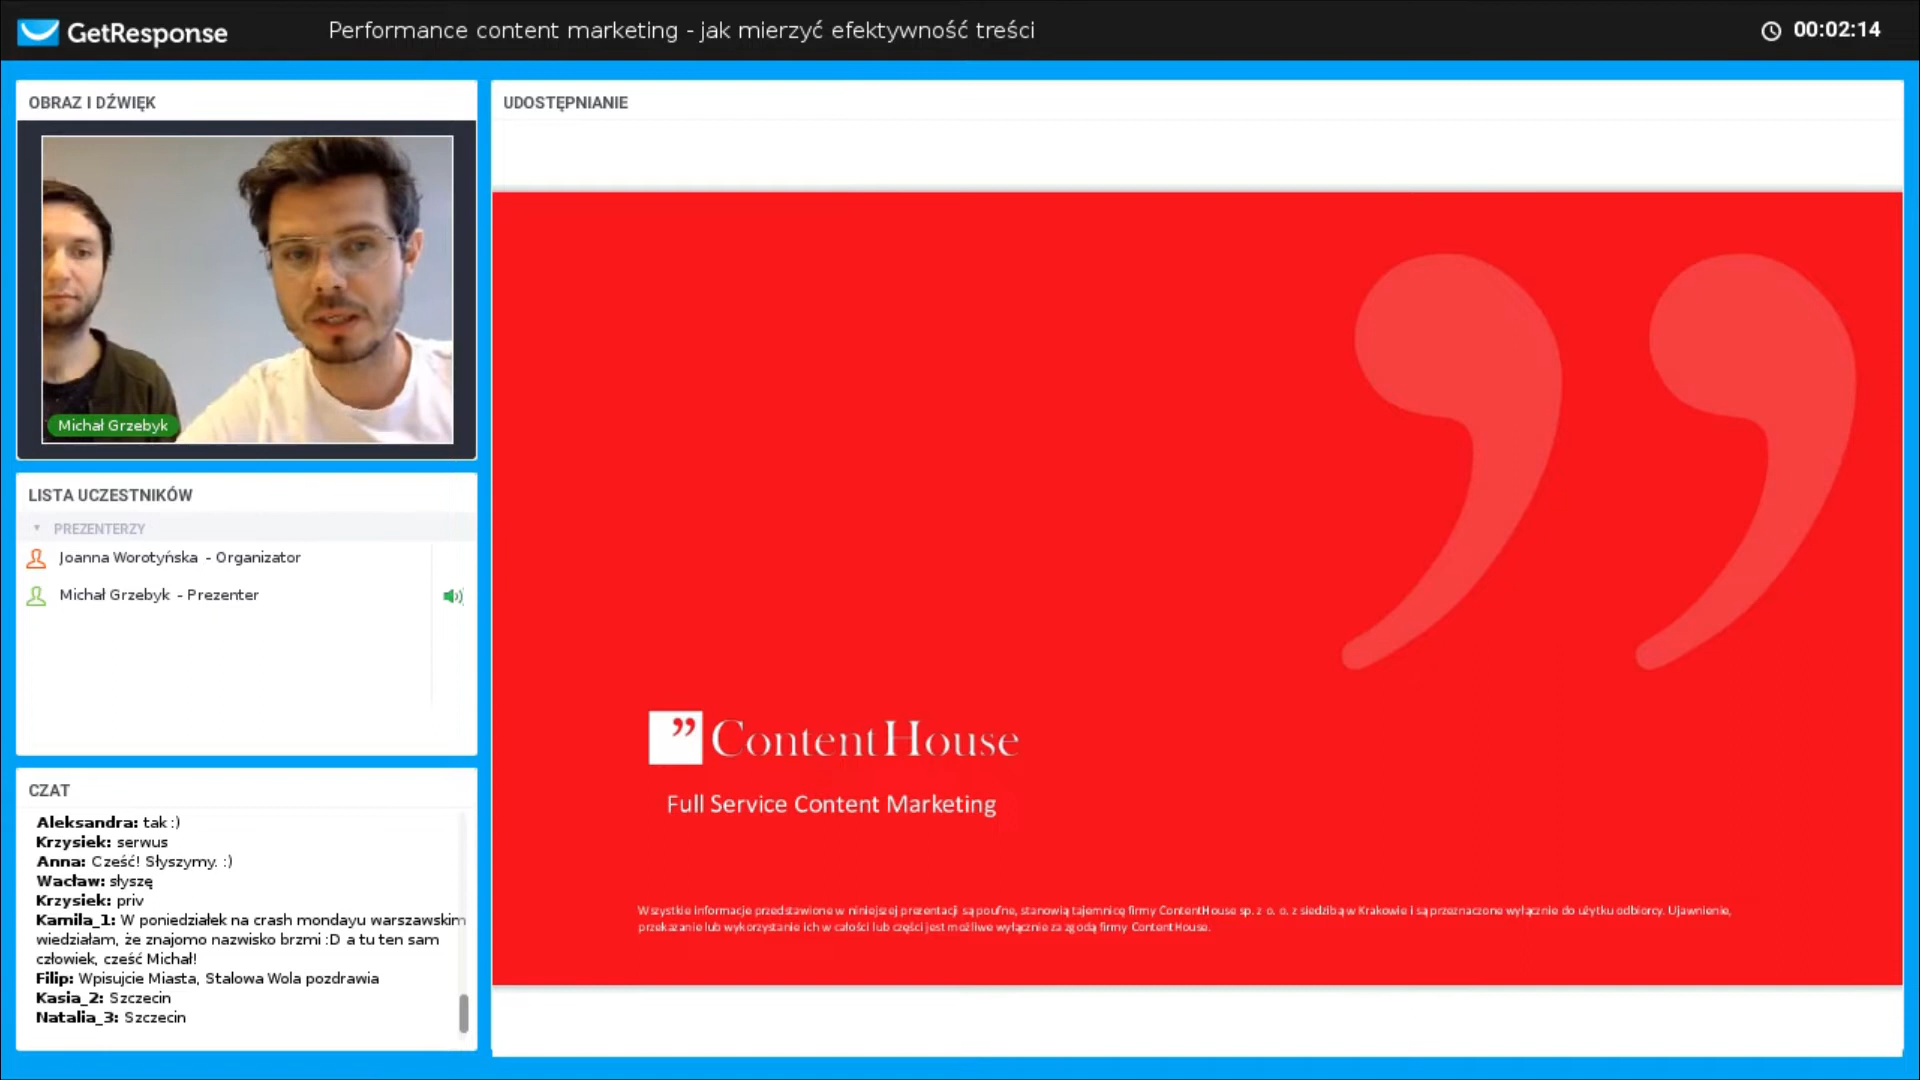 GetResponse
Performance content marketing - jak mierzyć efektywność treści
00:02:14
OBRAZ I DŹWIĘK
Michał Grzebyk
LISTA UCZESTNIKÓW
PREZENTERZY
Joanna Worotyńska - Organizator
Michał Grzebyk - Prezenter
CZAT
Aleksandra: tak :)
Krzysiek: serwus
Anna: Cześć! Słyszymy. :)
Wacław: słyszę
Krzysiek: priv
Kamila_1: W poniedziałek na crash mondayu warszawskim
wiedziałam, że znajomo nazwisko brzmi :D a tu ten sam
człowiek, cześć Michał!
Filip: Wpisujcie Miasta, Stalowa Wola pozdrawia
Kasia_2: Szczecin
Natalia_3: Szczecin
UDOSTĘPNIANIE
” ContentHouse
Full Service Content Marketing
Wszystkie informacje przedstawione w niniejszej prezentacji są poufne, stanowią tajemnicę firmy ContentHouse sp. z o. o. z siedzibą w Krakowie i są przeznaczone wyłącznie do użytku odbiorcy. Ujawnienie,
przekazanie lub wykorzystanie ich w całości lub części jest możliwe wyłącznie za zgodą firmy ContentHouse.